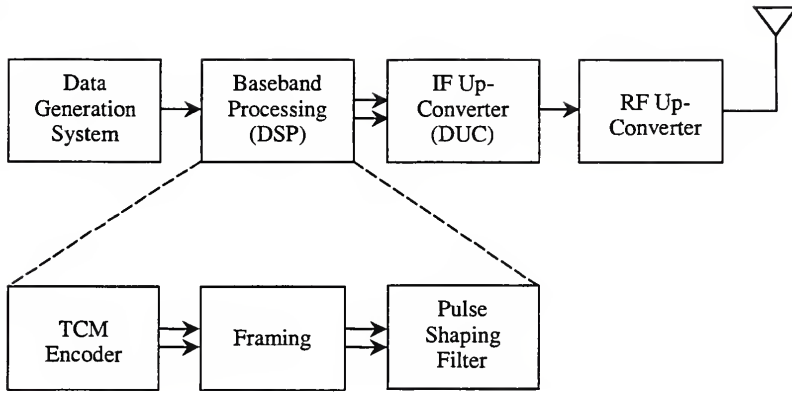 Data
Generation
System
Baseband
Processing
(DSP)
IF Up-
Converter
(DUC)
RF Up-
Converter
TCM
Encoder
Framing
Pulse
Shaping
Filter